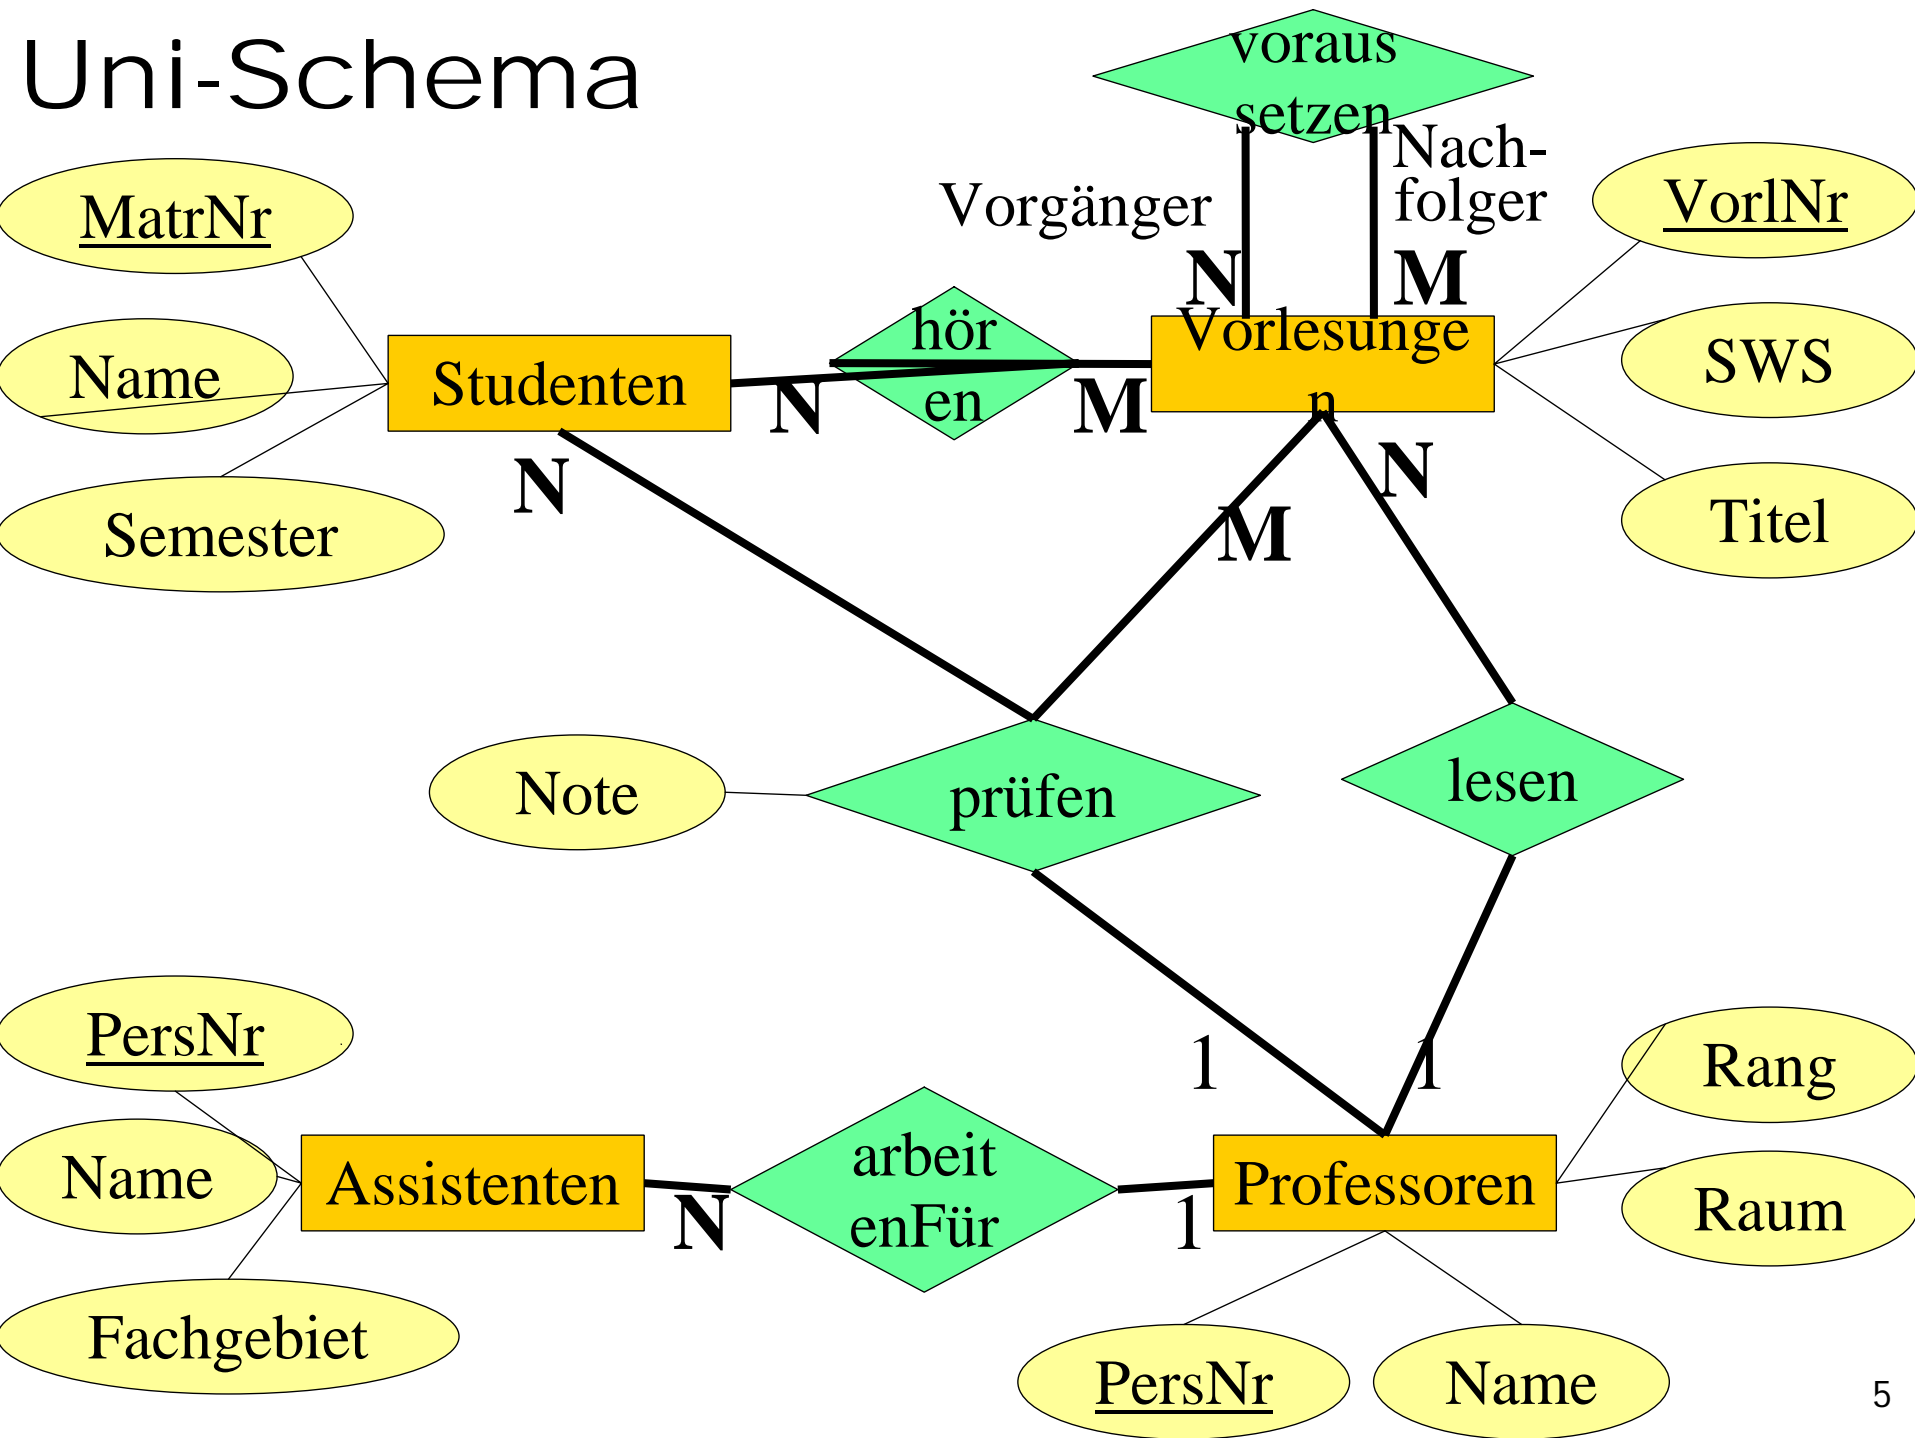 Uni-Schema
voraus
setzen
Nach-
folger
Vorgänger
MatrNr
VorlNr
N
M
Name
Studenten
hör
en
Vorlesunge
n
SWS
N
M
Semester
N
N
M
Titel
Note
prüfen
lesen
1
1
PersNr
Rang
Name
Assistenten
arbeit
enFür
Professoren
N
1
Raum
Fachgebiet
PersNr
Name
5